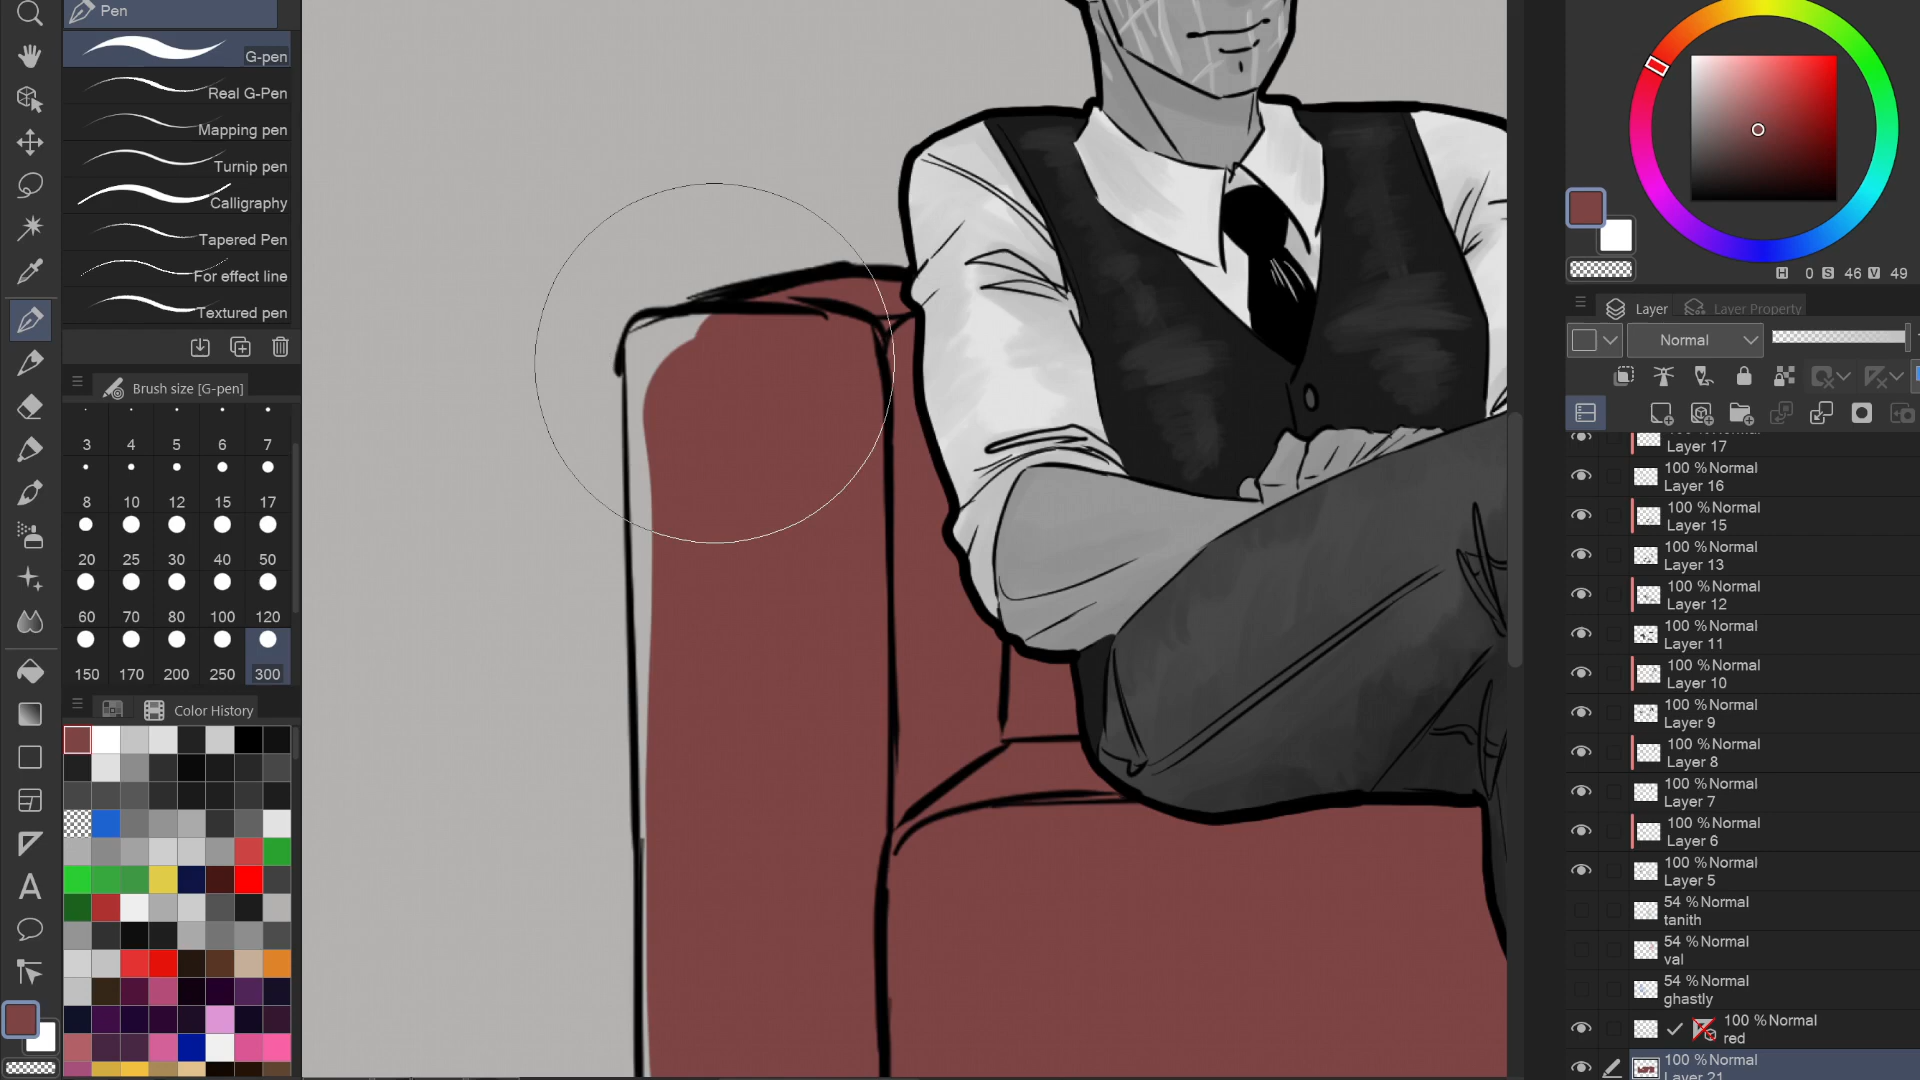 Pen
G-pen
Real G-Pen
Mapping pen
Turnip pen
Calligraphy
Tapered Pen
For effect line
Textured pen
Brush size [G-pen]
3 4 5 6 7
8 10 12 15 17
20 25 30 40 50
60 70 80 100 120
150 170 200 250 300
Color History
H 0 S 46 V 49
Layer Layer Property
Normal
Layer 17
100 %Normal
Layer 16
100 %Normal
Layer 15
100 %Normal
Layer 13
100 %Normal
Layer 12
100 %Normal
Layer 11
100 %Normal
Layer 10
100 %Normal
Layer 9
100 %Normal
Layer 8
100 %Normal
Layer 7
100 %Normal
Layer 6
100 %Normal
Layer 5
54 %Normal
tanith
54 %Normal
val
54 %Normal
ghastly
100 %Normal
red
100 %Normal
Layer 21